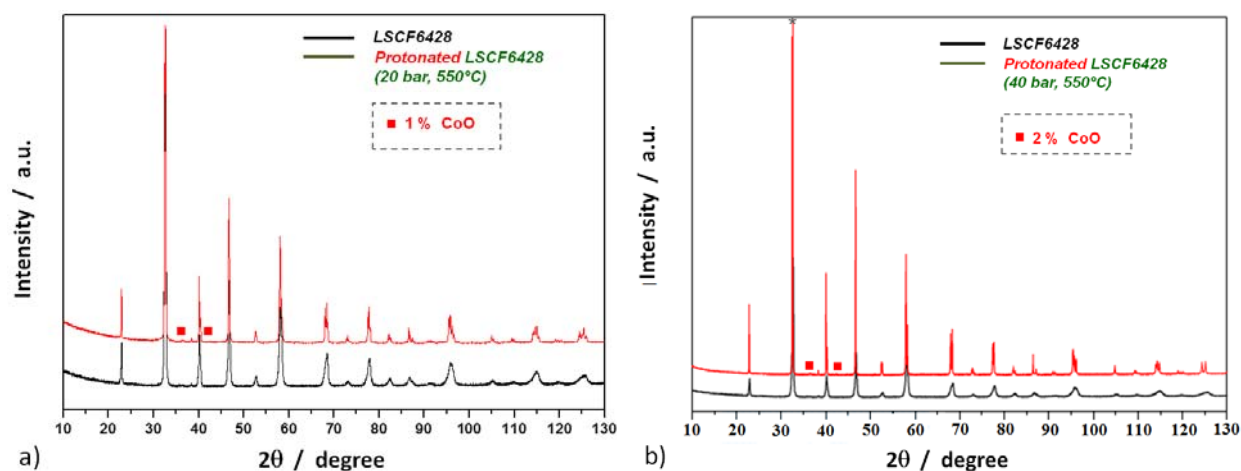 LSCF6428
Protonated LSCF6428
(20 bar, 550°C)
■ 1 % CoO
Intensity / a.u.
10 20 30 40 50 60 70 80 90 100 110 120 130
2θ / degree
a)
*
LSCF6428
Protonated LSCF6428
(40 bar, 550°C)
■ 2 % CoO
Intensity / a.u.
10 20 30 40 50 60 70 80 90 100 110 120 130
2θ / degree
b)